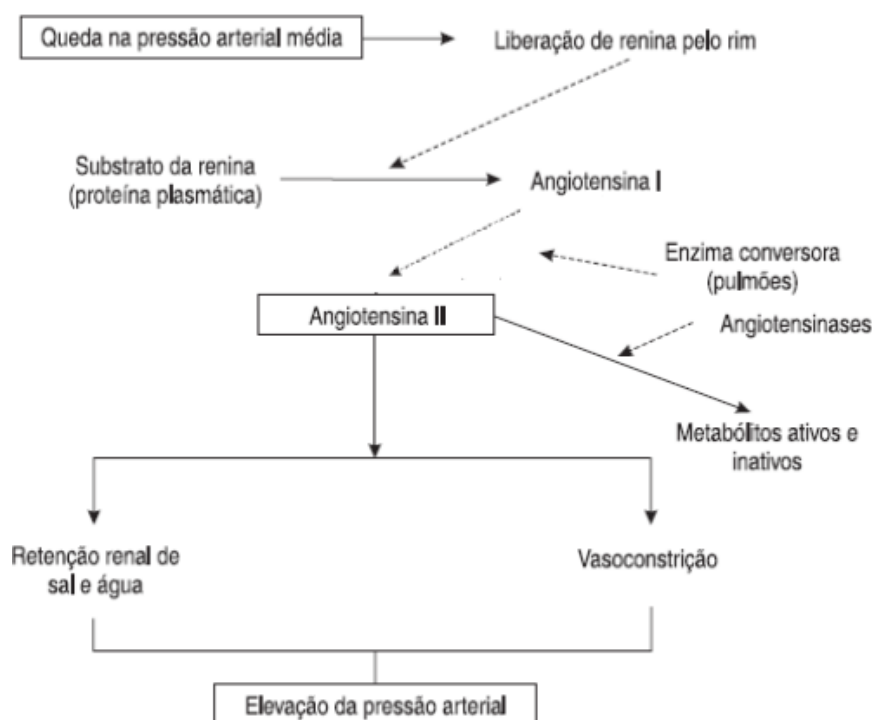 Queda na pressão arterial média
Liberação de renina pelo rim
Substrato da renina
(proteína plasmática)
Angiotensina I
Enzima conversora
(pulmões)
Angiotensina II
Angiotensinases
Metabólitos ativos e
inativos
Retenção renal de
sal e água
Vasoconstrição
Elevação da pressão arterial